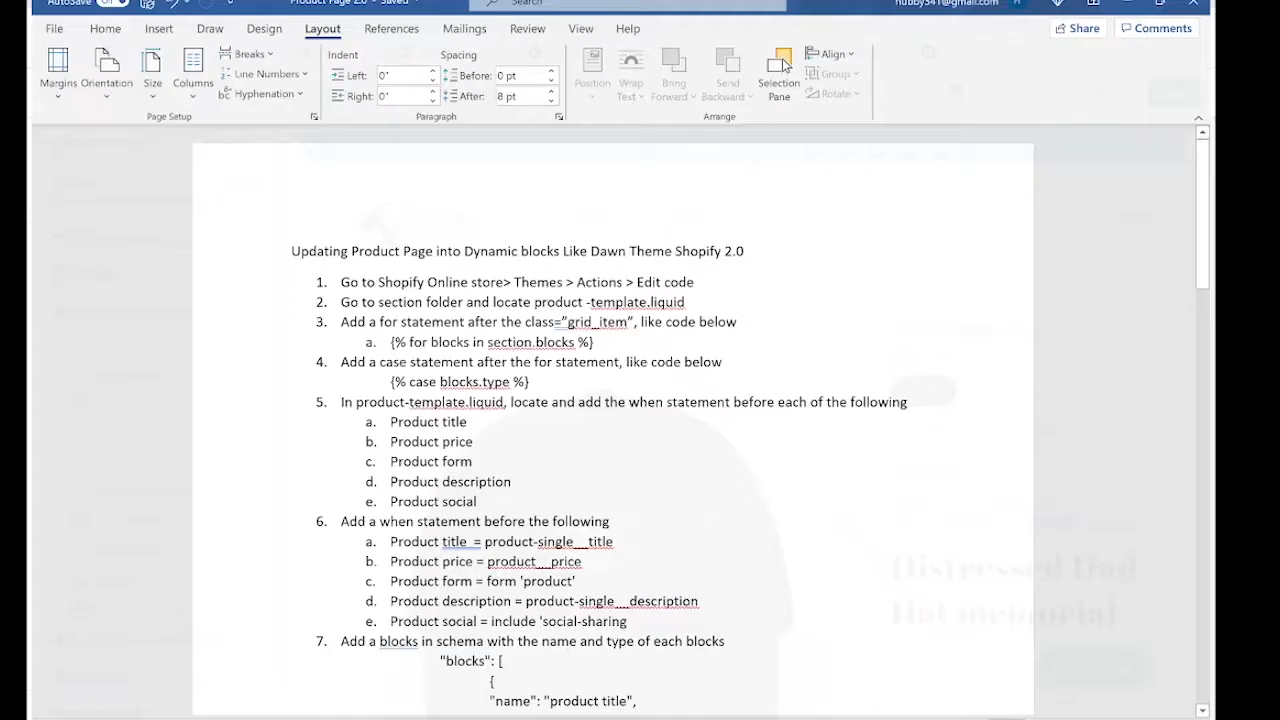 AutoSave
Product Page 2.0 - Saved
Search
hubby341@gmail.com
File Home Insert Draw Design Layout References Mailings Review View Help
Share Comments
Margins Orientation Size Columns
Breaks
Line Numbers
Hyphenation
Page Setup
Indent Spacing
Left: 0" Before: 0 pt
Right: 0" After: 8 pt
Paragraph
Position Wrap Text Bring Forward Send Backward Selection Pane
Align
Group
Rotate
Arrange
Updating Product Page into Dynamic blocks Like Dawn Theme Shopify 2.0
1. Go to Shopify Online store> Themes > Actions > Edit code
2. Go to section folder and locate product -template.liquid
3. Add a for statement after the class="grid_item", like code below
a. {% for blocks in section.blocks %}
4. Add a case statement after the for statement, like code below
{% case blocks.type %}
5. In product-template.liquid, locate and add the when statement before each of the following
a. Product title
b. Product price
c. Product form
d. Product description
e. Product social
6. Add a when statement before the following
a. Product title = product-single__title
b. Product price = product__price
c. Product form = form 'product'
d. Product description = product-single__description
e. Product social = include 'social-sharing
7. Add a blocks in schema with the name and type of each blocks
"blocks": [
{
"name": "product title",
Distressed Dad
Hat memorial